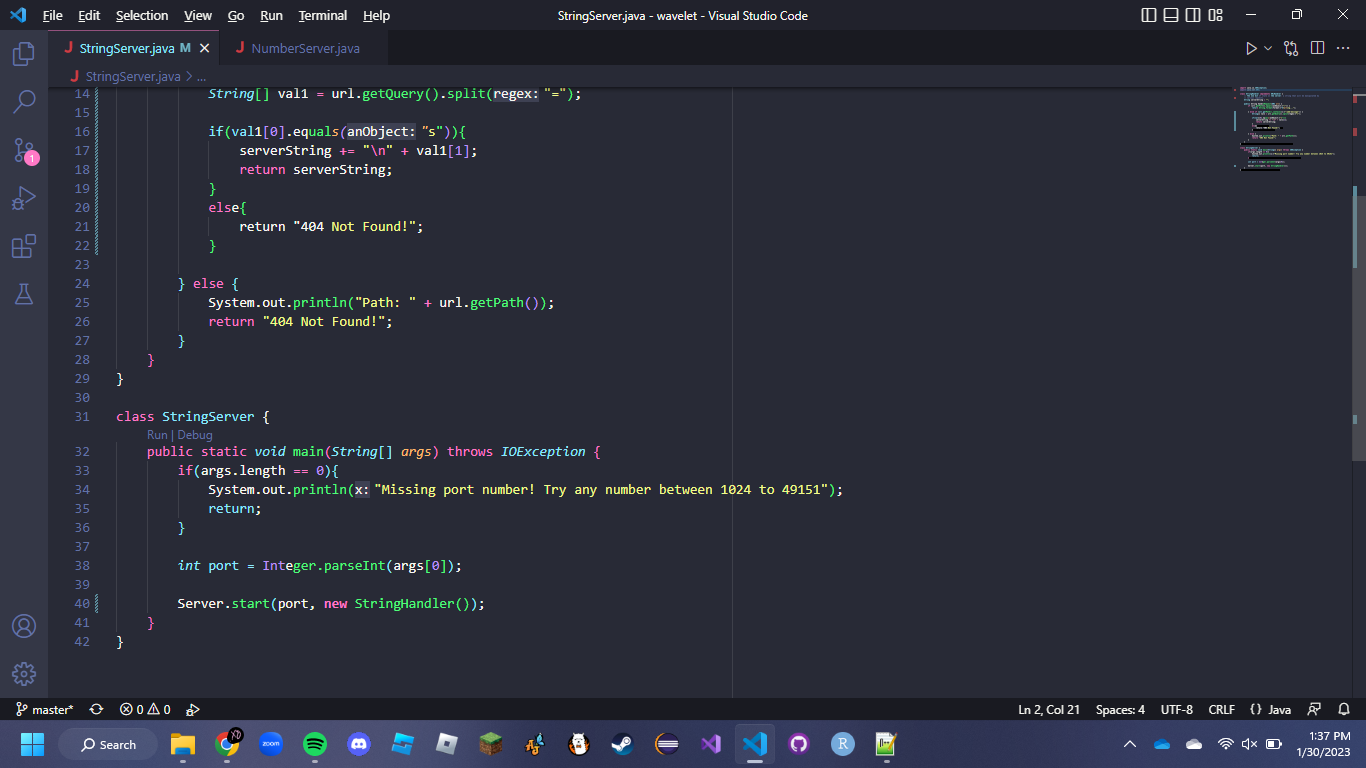 File Edit Selection View Go Run Terminal Help StringServer.java - wavelet - Visual Studio Code
StringServer.java M NumberServer.java
StringServer.java > ...
14 String[] val1 = url.getQuery().split(regex: "=");
15
16 if(val1[0].equals(anObject: "s")){
17 serverString += "\n" + val1[1];
18 return serverString;
19 }
20 else{
21 return "404 Not Found!";
22 }
23
24 } else {
25 System.out.println("Path: " + url.getPath());
26 return "404 Not Found!";
27 }
28 }
29 }
30
31 class StringServer {
Run | Debug
32 public static void main(String[] args) throws IOException {
33 if(args.length == 0){
34 System.out.println(x: "Missing port number! Try any number between 1024 to 49151");
35 return;
36 }
37
38 int port = Integer.parseInt(args[0]);
39
40 Server.start(port, new StringHandler());
41 }
42 }
1
master* 0 0 Ln 2, Col 21 Spaces: 4 UTF-8 CRLF {} Java
Search zoom R 1:37 PM
1/30/2023